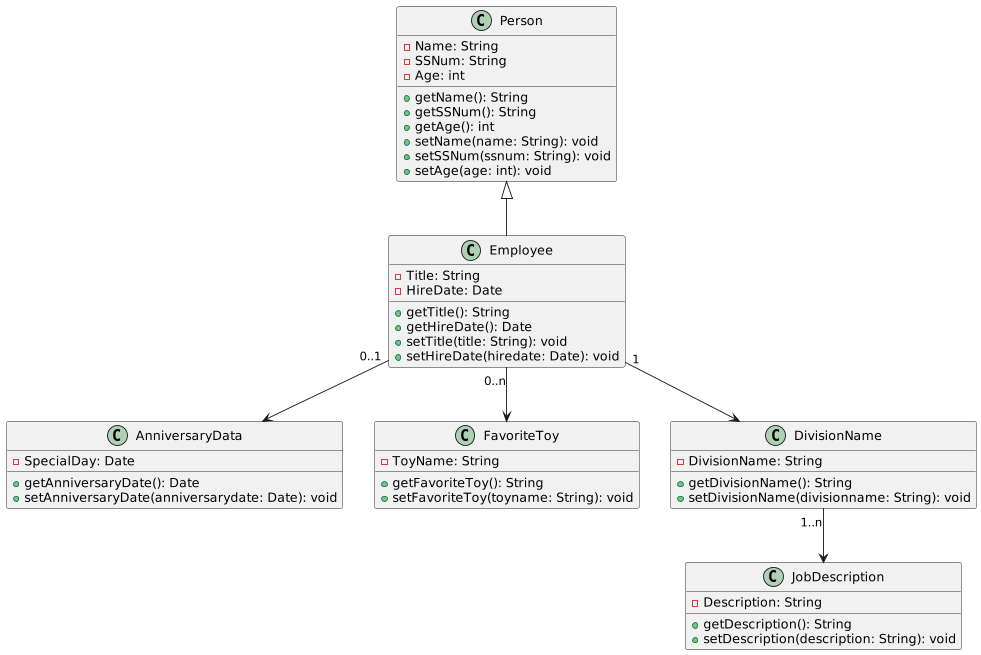 C Person
Name: String
SSNum: String
Age: int
getName(): String
getSSNum(): String
getAge(): int
setName(name: String): void
setSSNum(ssnum: String): void
setAge(age: int): void
C Employee
Title: String
HireDate: Date
getTitle(): String
getHireDate(): Date
setTitle(title: String): void
setHireDate(hiredate: Date): void
0..1
0..n
1
C AnniversaryData
SpecialDay: Date
getAnniversaryDate(): Date
setAnniversaryDate(anniversarydate: Date): void
C FavoriteToy
ToyName: String
getFavoriteToy(): String
setFavoriteToy(toyname: String): void
C DivisionName
DivisionName: String
getDivisionName(): String
setDivisionName(divisionname: String): void
1..n
C JobDescription
Description: String
getDescription(): String
setDescription(description: String): void